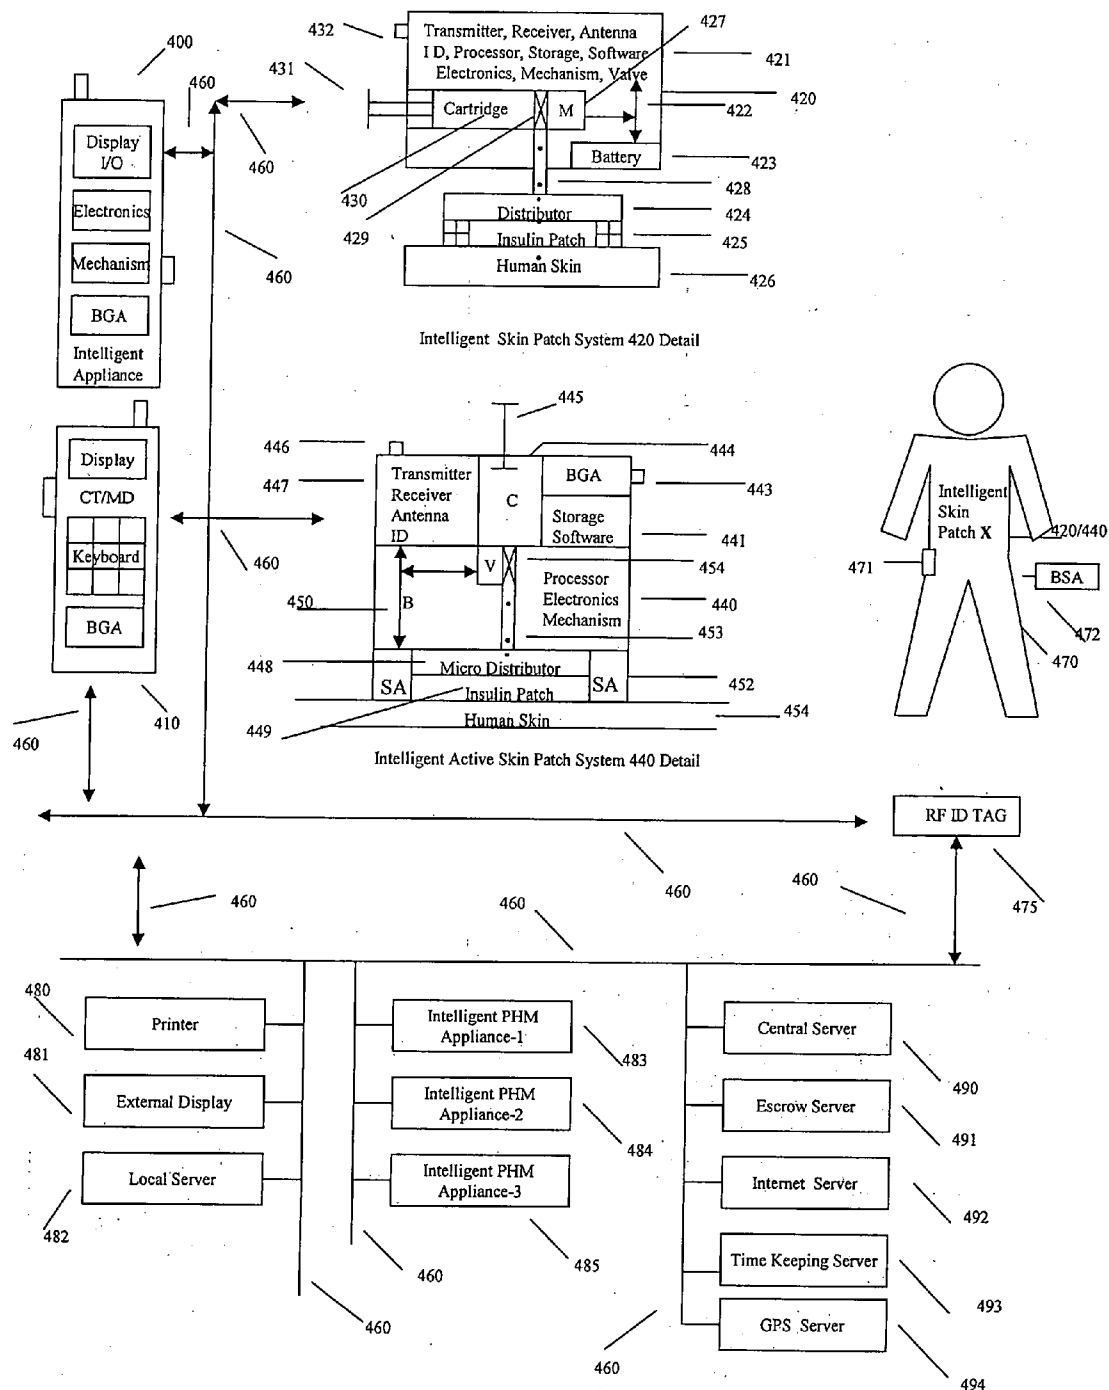 400
460
Display
I/O
Electronics
Mechanism
BGA
Intelligent
Appliance
460
460
432
431
Transmitter, Receiver, Antenna
I D, Processor, Storage, Software
Electronics, Mechanism, Valve
Cartridge
M
Battery
427
421
420
422
423
428
430
429
Distributor
424
Insulin Patch
425
Human Skin
426
Intelligent Skin Patch System 420 Detail
Display
CT/MD
Keyboard
BGA
410
460
460
445
446
444
447
443
Transmitter
Receiver
Antenna
ID
C
BGA
Storage
Software
441
V
454
450
B
Processor
Electronics
Mechanism
440
453
448
Micro Distributor
SA
SA
452
Insulin Patch
449
Human Skin
454
Intelligent Active Skin Patch System 440 Detail
Intelligent
Skin
Patch X
420/440
471
BSA
472
470
RF ID TAG
475
460
460
460
460
480
Printer
481
External Display
Local Server
482
Intelligent PHM
Appliance-1
483
Intelligent PHM
Appliance-2
484
Intelligent PHM
Appliance-3
485
460
460
Central Server
490
Escrow Server
491
Internet Server
492
Time Keeping Server
493
GPS Server
460
494